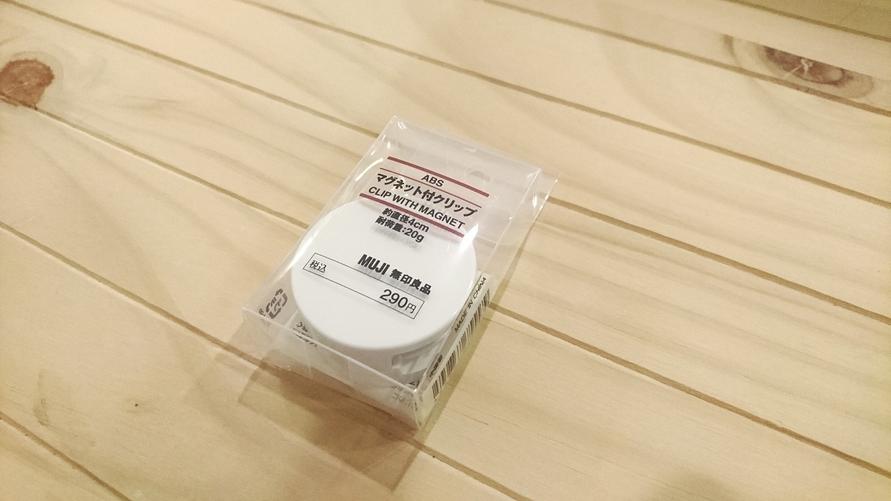 ABS
マグネット付クリップ
CLIP WITH MAGNET
約直径4cm
耐荷重:20g
MUJI 無印良品
税込
290円
MADE IN CHINA